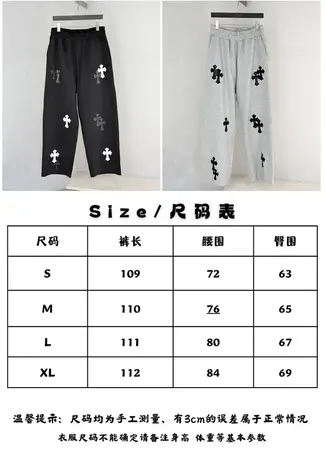 Size/尺码表
尺码 裤长 腰围 臀围
S 109 72 63
M 110 76 65
L 111 80 67
XL 112 84 69
温馨提示：尺码均为手工测量、有3cm的误差属于正常情况
衣服尺码不能确定请备注身高 体重等基本参数